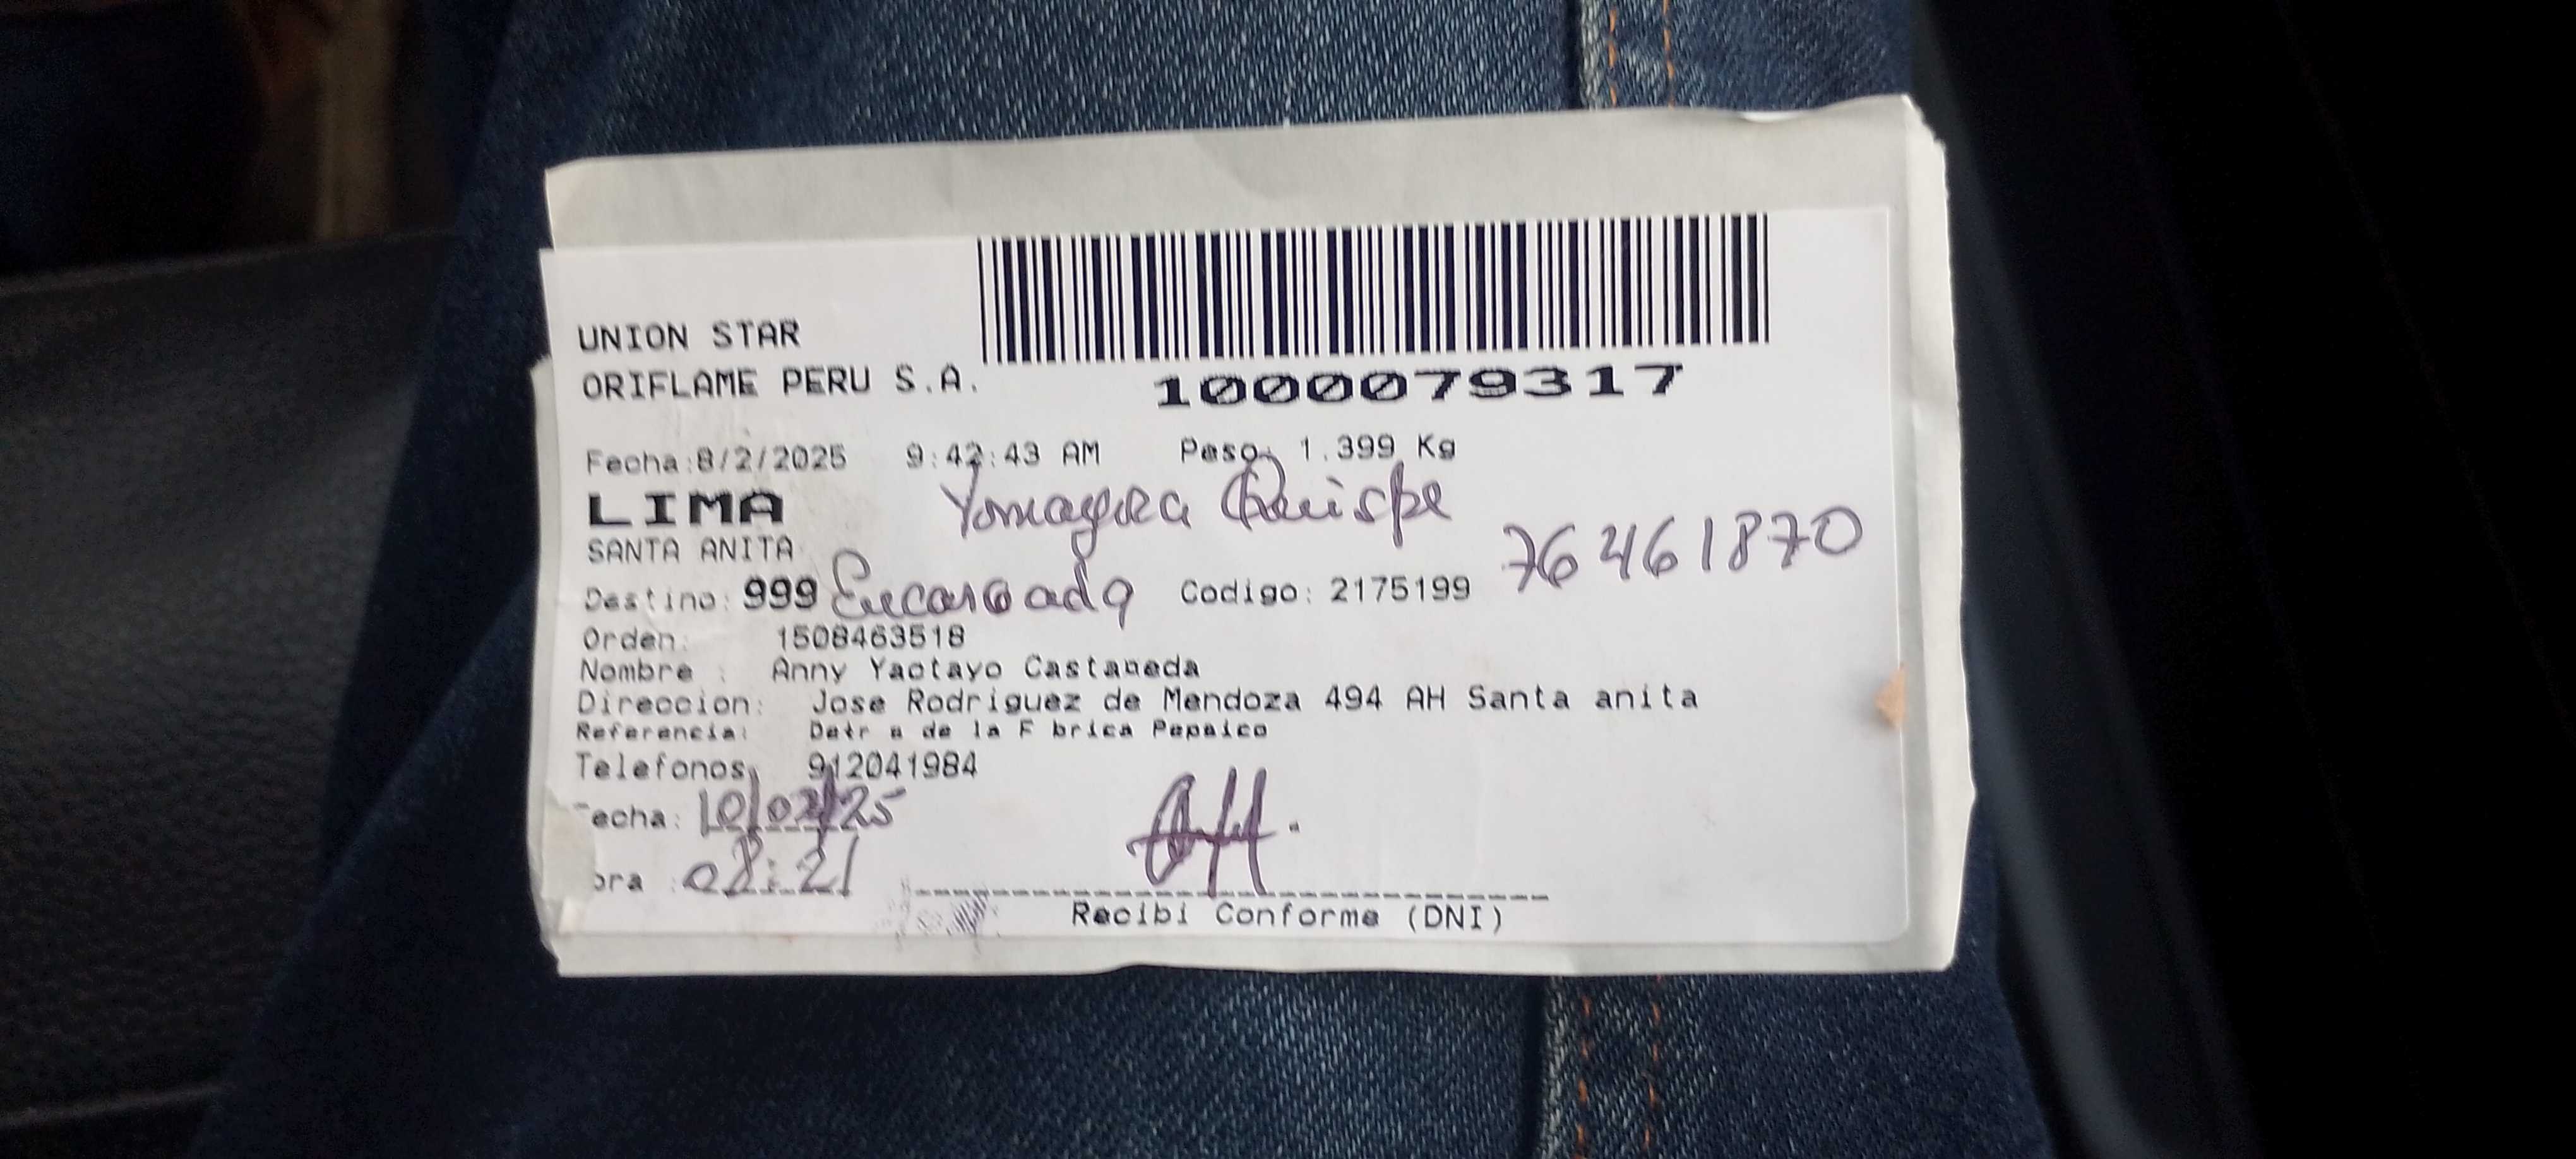 UNION STAR
ORIFLAME PERU S.A.
1000079317
Fecha:8/2/2025 9:42:43 AM Peso: 1.399 Kg
LIMA Yomayra Quispe
SANTA ANITA 76461870
Destino: 999 Encargada Codigo: 2175199
Orden: 1508463518
Nombre : Anny Yactayo Castaneda
Direccion: Jose Rodriguez de Mendoza 494 AH Santa anita
Referencia: Detr s de la F brica Pepsico
Telefonos: 912041984
echa: 10/02/25
ora : 08:21
Recibi Conforme (DNI)